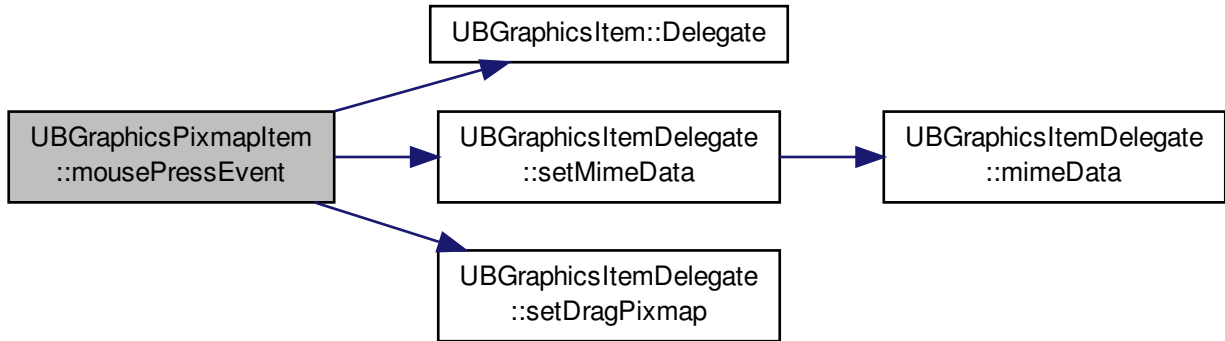 UBGraphicsItem::Delegate
UBGraphicsPixmapItem
::mousePressEvent
UBGraphicsItemDelegate
::setMimeData
UBGraphicsItemDelegate
::mimeData
UBGraphicsItemDelegate
::setDragPixmap